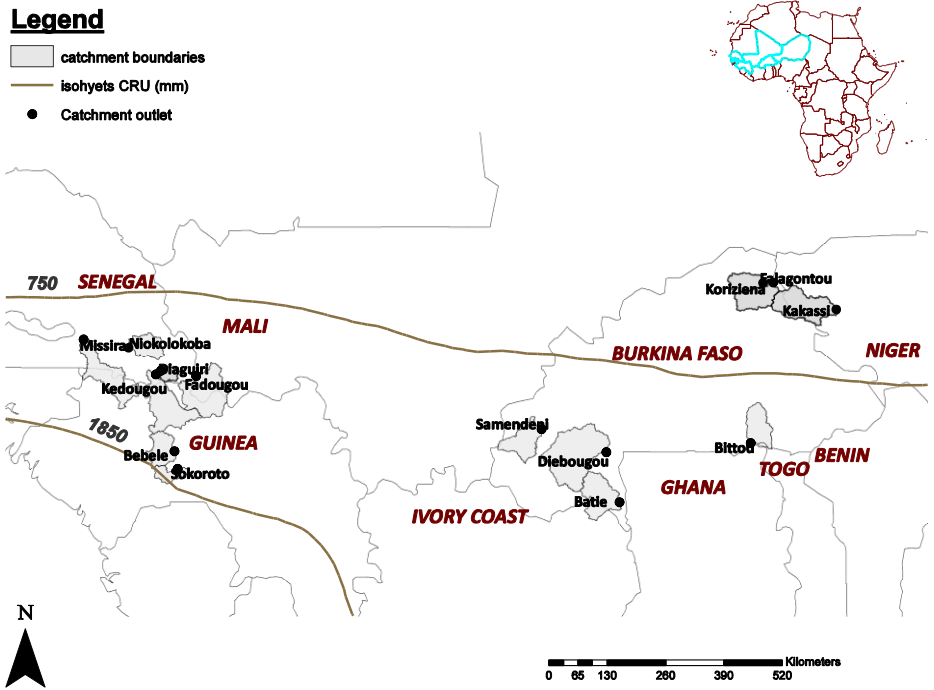 Legend
catchment boundaries
isohyets CRU (mm)
Catchment outlet
750
SENEGAL
MALI
Koriziena
Falagontou
Kakassi
Missira
Niokolokoba
BURKINA FASO
NIGER
Diaguiri
Kedougou
Fadougou
1850
GUINEA
Bebele
Sokoroto
Samendeni
Diebougou
Batie
Bittou
BENIN
TOGO
GHANA
IVORY COAST
N
Kilometers
0 65 130 260 390 520